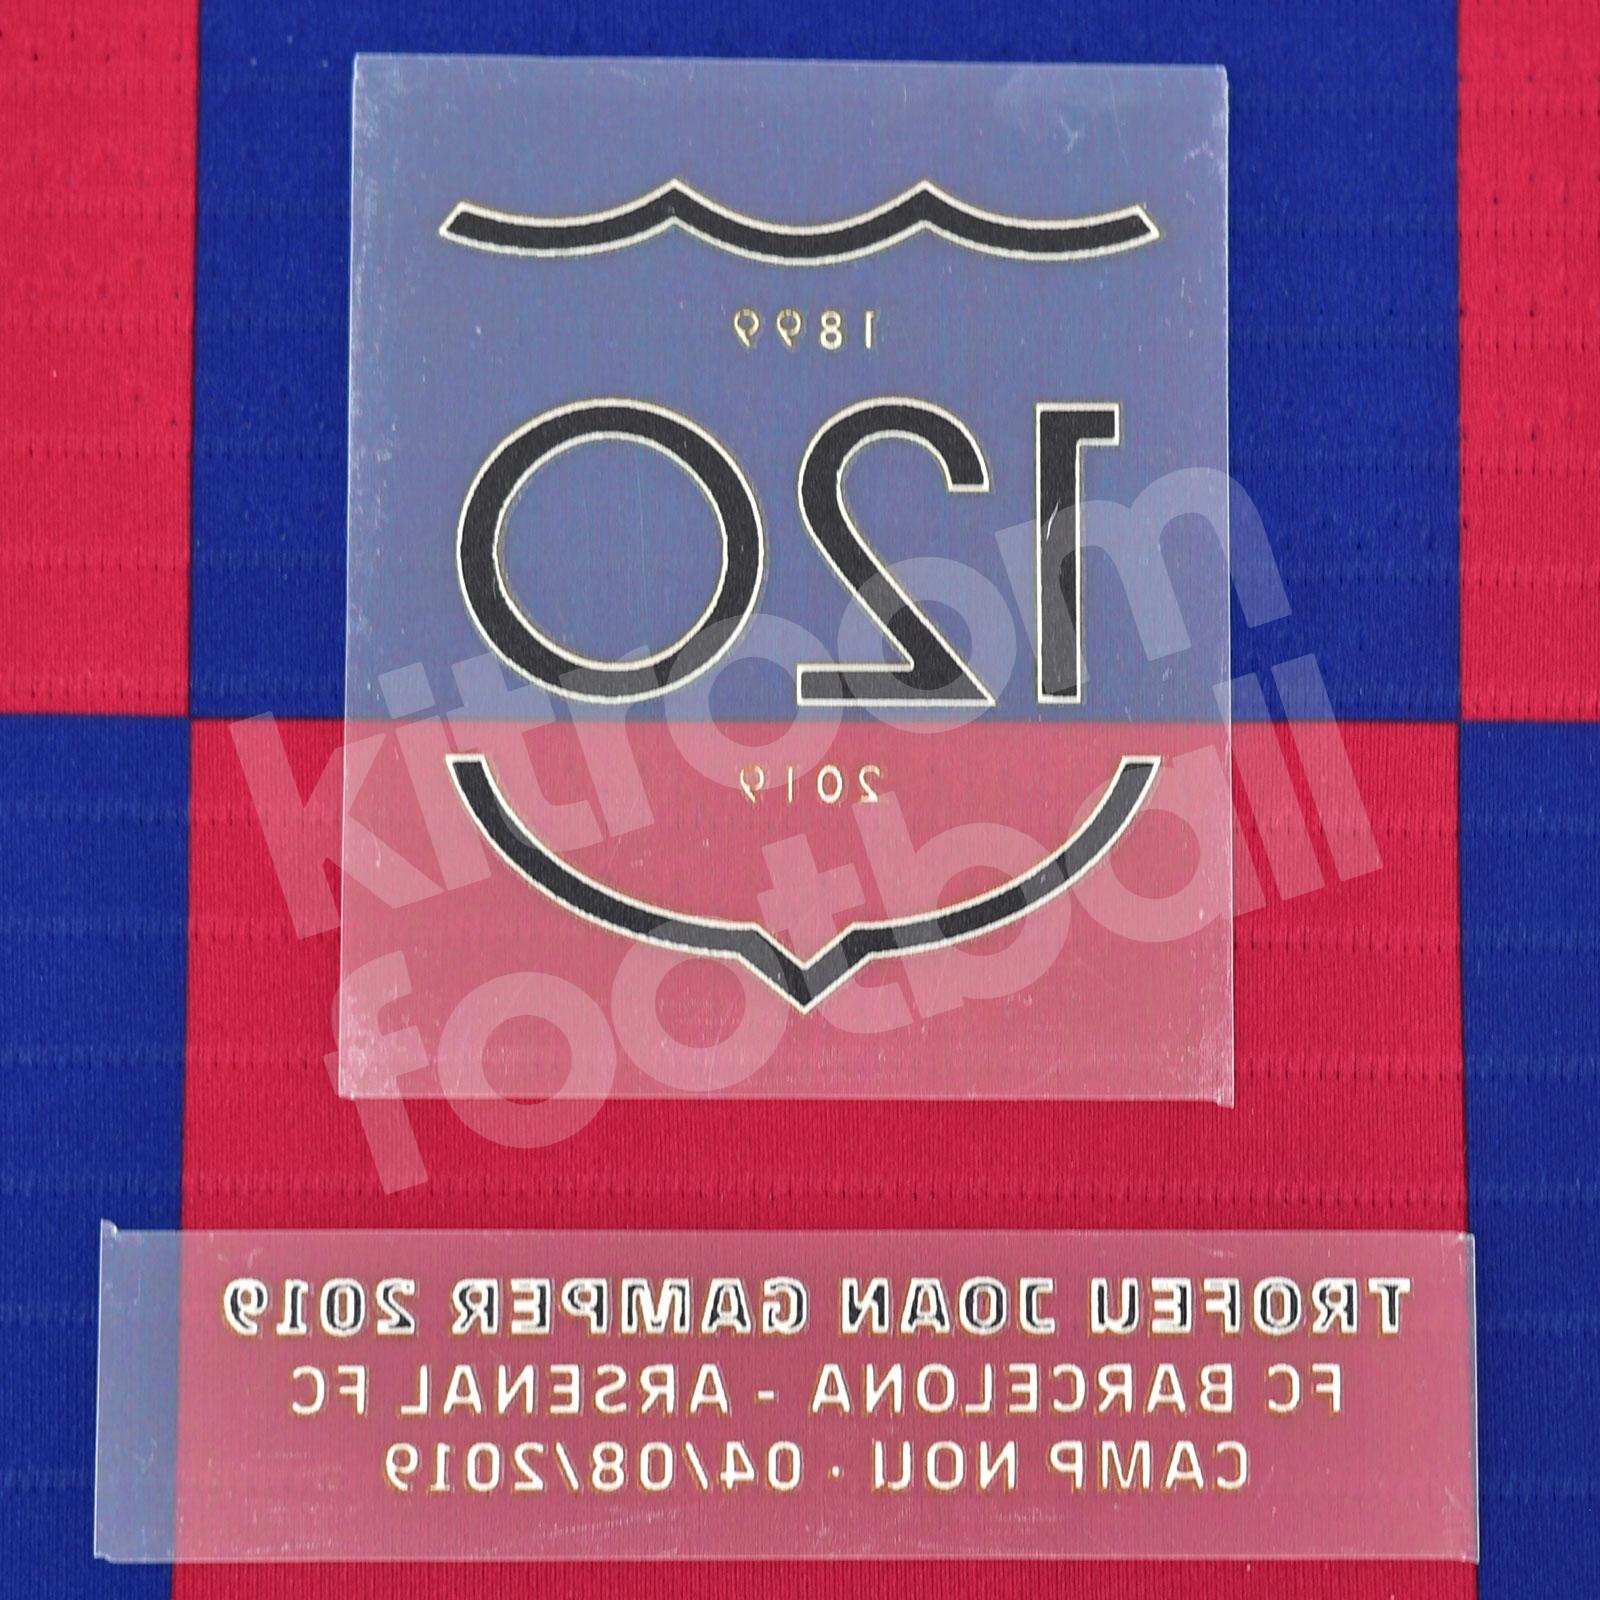 1899
120
2019
kitroom
football
TROFEU JOAN GAMPER 2019
FC BARCELONA - ARSENAL FC
CAMP NOU · 04/08/2019